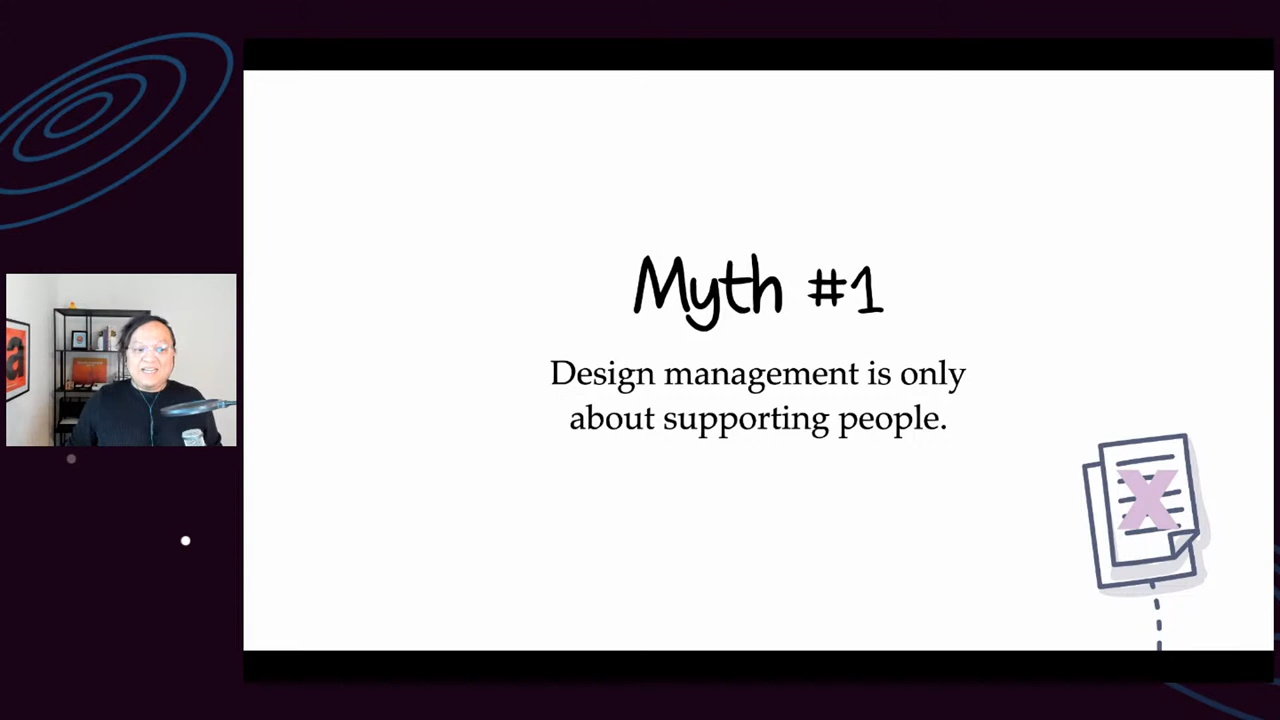 Myth #1
Design management is only
about supporting people.
X
a